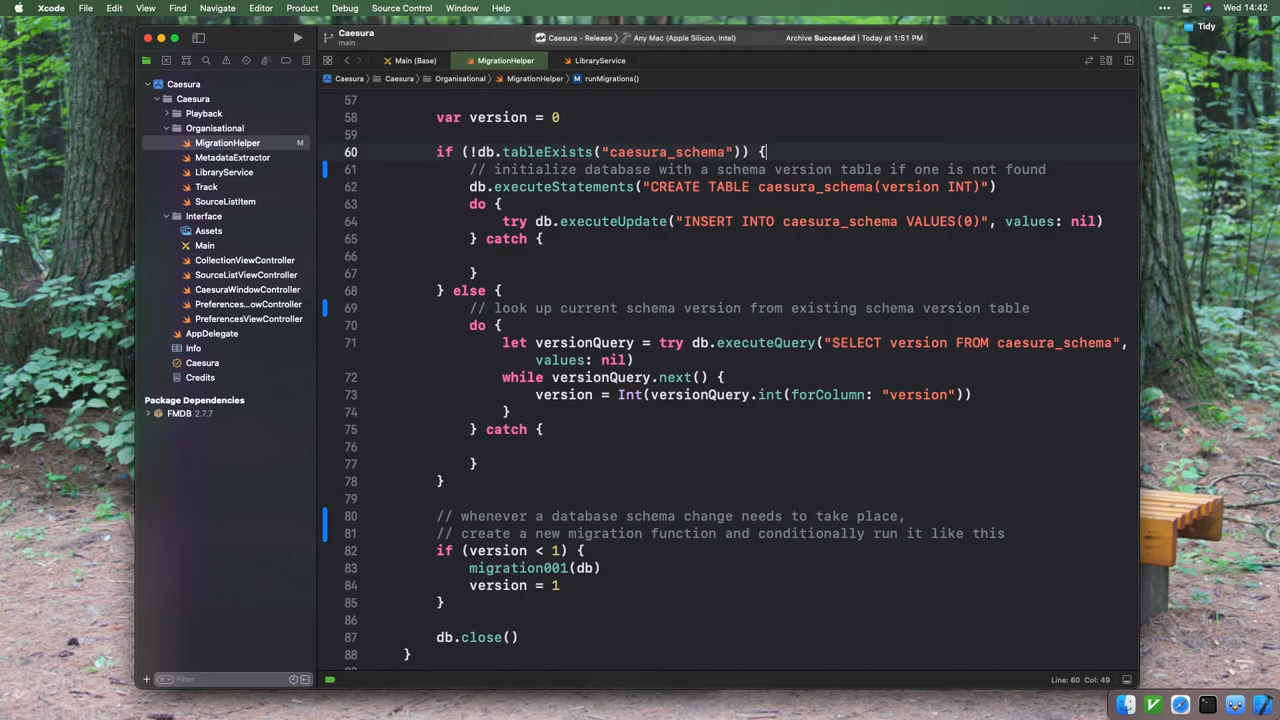 Xcode File Edit View Find Navigate Editor Product Debug Source Control Window Help
Wed 14:42
Tidy
Caesura
main
Caesura - Release
Any Mac (Apple Silicon, Intel)
Archive Succeeded | Today at 1:51 PM
Main (Base)
MigrationHelper
LibraryService
Caesura
Caesura
Organisational
MigrationHelper
M runMigrations()
Caesura
Caesura
Playback
Organisational
MigrationHelper M
MetadataExtractor
LibraryService
Track
SourceListItem
Interface
Assets
Main
CollectionViewController
SourceListViewController
CaesuraWindowController
Preferences...owController
PreferencesViewController
AppDelegate
Info
Caesura
Credits
Package Dependencies
FMDB 2.7.7
Filter
57
58 var version = 0
59
60 if (!db.tableExists("caesura_schema")) {
61 // initialize database with a schema version table if one is not found
62 db.executeStatements("CREATE TABLE caesura_schema(version INT)")
63 do {
64 try db.executeUpdate("INSERT INTO caesura_schema VALUES(0)", values: nil)
65 } catch {
66
67 }
68 } else {
69 // look up current schema version from existing schema version table
70 do {
71 let versionQuery = try db.executeQuery("SELECT version FROM caesura_schema",
values: nil)
72 while versionQuery.next() {
73 version = Int(versionQuery.int(forColumn: "version"))
74 }
75 } catch {
76
77 }
78 }
79
80 // whenever a database schema change needs to take place,
81 // create a new migration function and conditionally run it like this
82 if (version < 1) {
83 migration001(db)
84 version = 1
85 }
86
87 db.close()
88 }
Line: 60 Col: 49